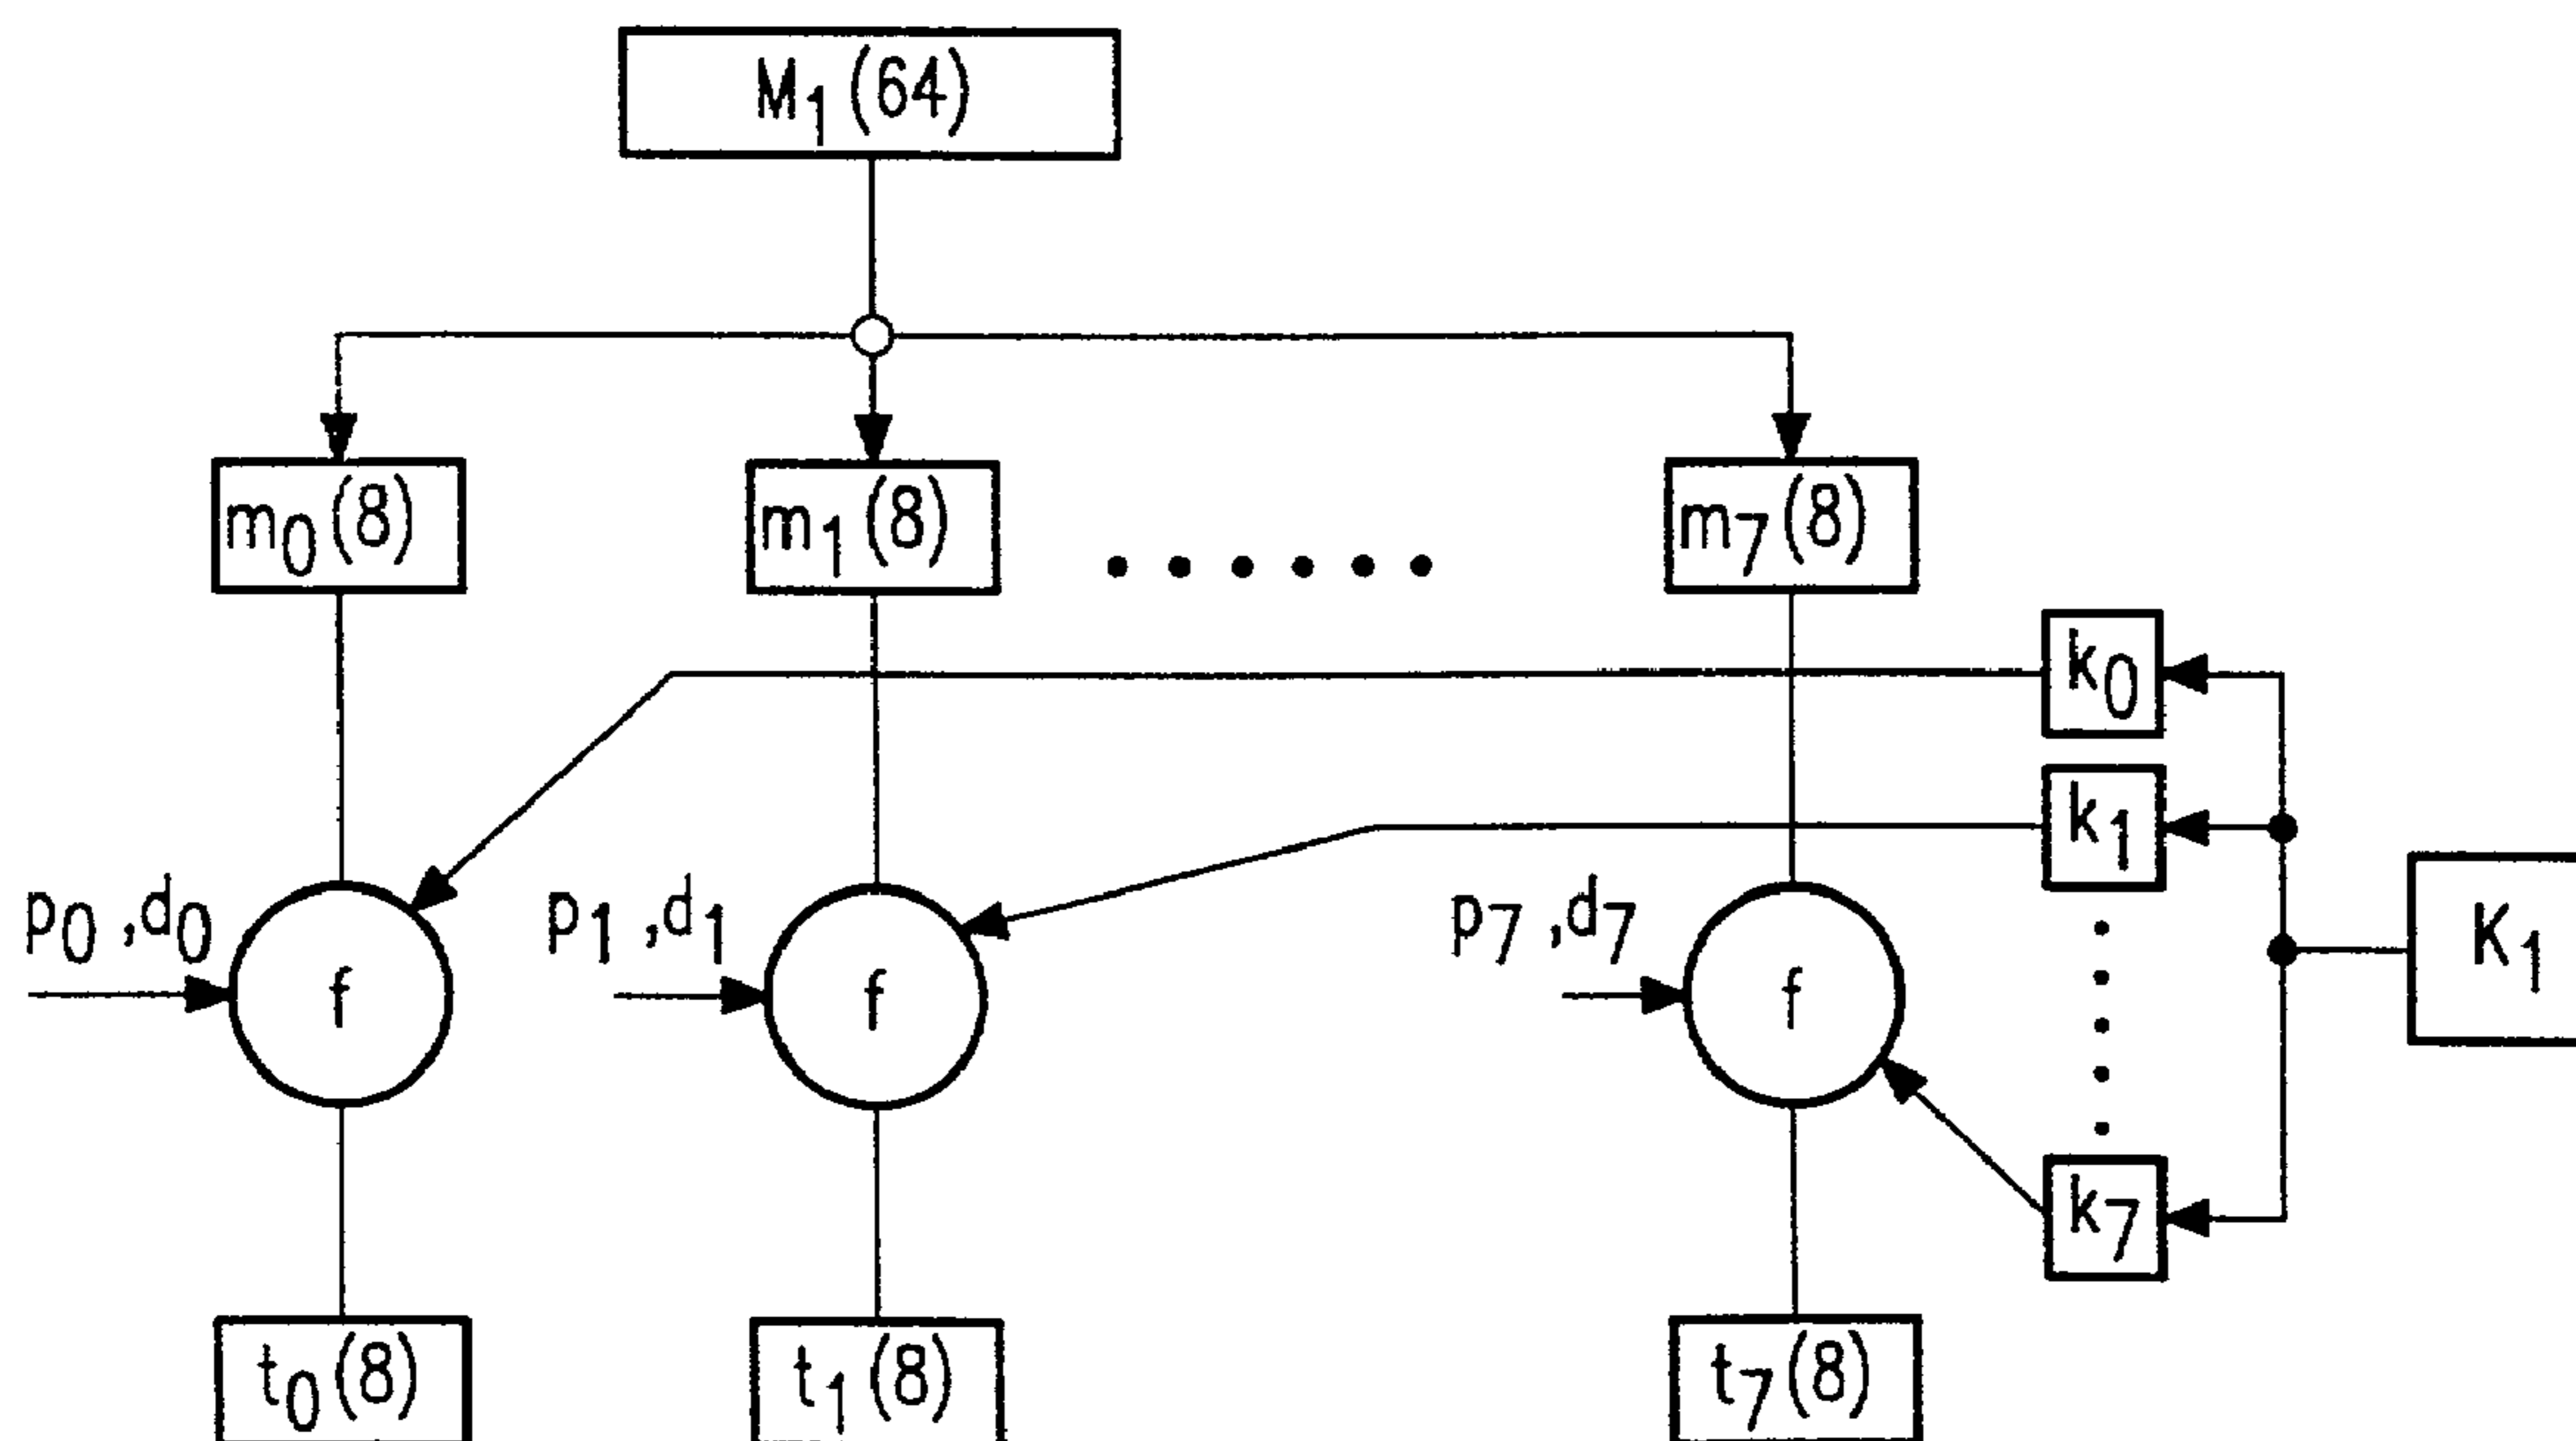 M₁(64)
m₀(8) m₁(8) m₇(8)
k₀
k₁
p₀,d₀ p₁,d₁ p₇,d₇
K₁
f f f
k₇
t₀(8) t₁(8) t₇(8)